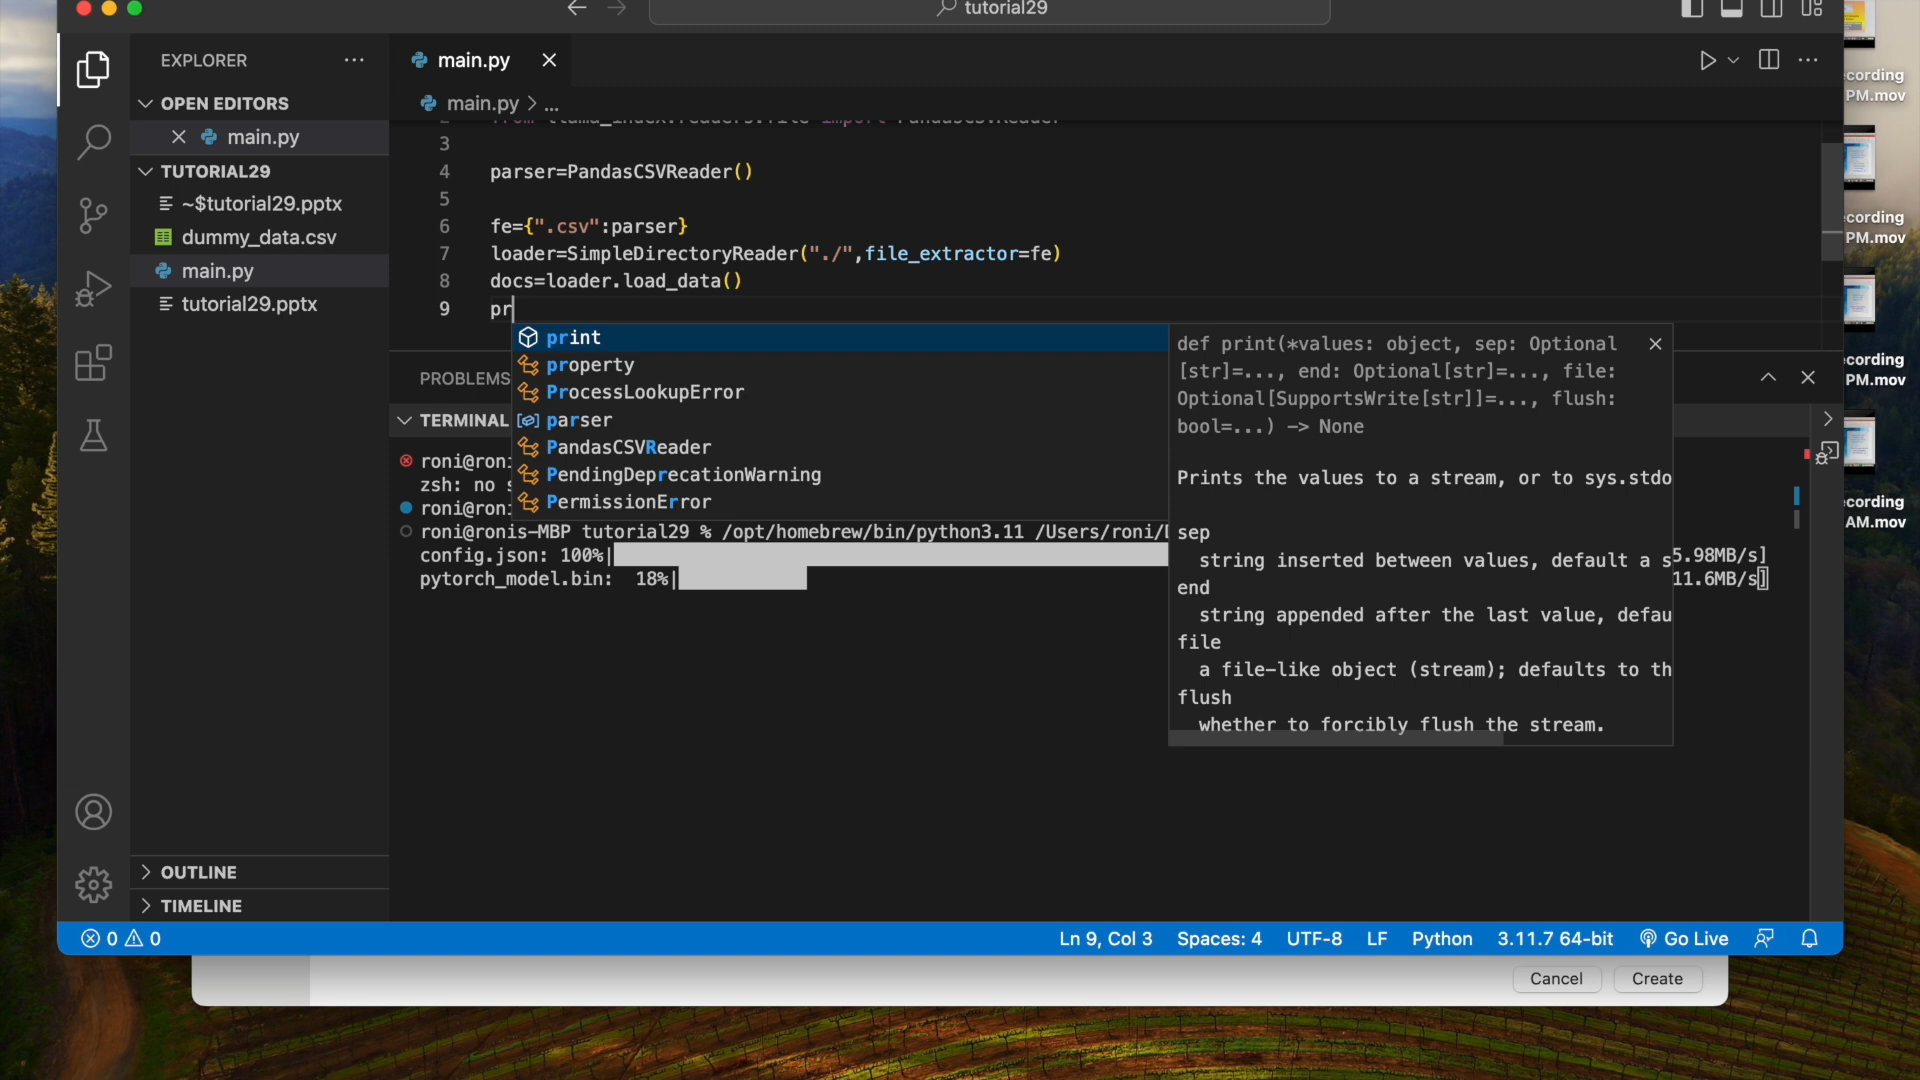 tutorial29
EXPLORER
main.py
OPEN EDITORS
main.py
TUTORIAL29
~$tutorial29.pptx
dummy_data.csv
main.py
tutorial29.pptx
OUTLINE
TIMELINE
main.py > ...
3
4 parser=PandasCSVReader()
5
6 fe={".csv":parser}
7 loader=SimpleDirectoryReader("./",file_extractor=fe)
8 docs=loader.load_data()
9 pr
print
property
ProcessLookupError
parser
PandasCSVReader
PendingDeprecationWarning
PermissionError
def print(*values: object, sep: Optional
[str]=..., end: Optional[str]=..., file:
Optional[SupportsWrite[str]]=..., flush:
bool=...) -> None
Prints the values to a stream, or to sys.stdo
sep
string inserted between values, default a s
end
string appended after the last value, defau
file
a file-like object (stream); defaults to th
flush
whether to forcibly flush the stream.
PROBLEMS
TERMINAL
roni@roni
zsh: no s
roni@roni
roni@ronis-MBP tutorial29 % /opt/homebrew/bin/python3.11 /Users/roni/
config.json: 100%| 5.98MB/s]
pytorch_model.bin: 18%| 11.6MB/s]
0 0
Ln 9, Col 3 Spaces: 4 UTF-8 LF Python 3.11.7 64-bit Go Live
Cancel Create
cording
PM.mov
cording
PM.mov
cording
PM.mov
cording
AM.mov